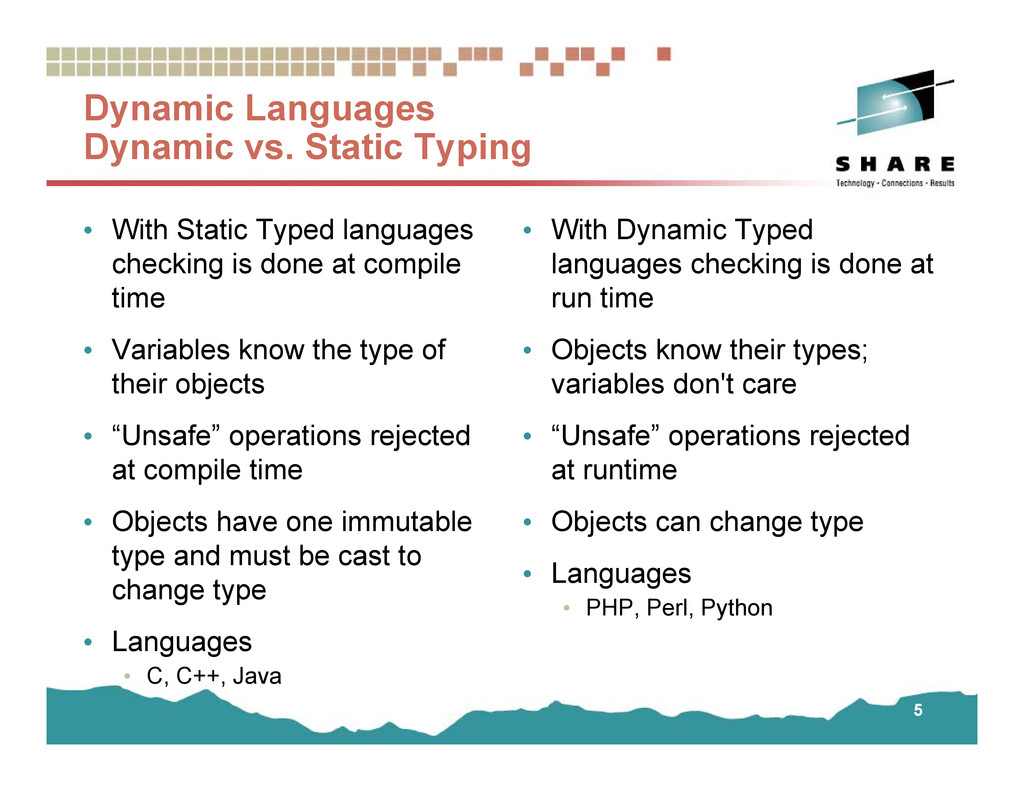 Dynamic Languages
Dynamic vs. Static Typing
SHARE
Technology • Connections • Results
• With Static Typed languages
checking is done at compile
time
• Variables know the type of
their objects
• “Unsafe” operations rejected
at compile time
• Objects have one immutable
type and must be cast to
change type
• Languages
• C, C++, Java
• With Dynamic Typed
languages checking is done at
run time
• Objects know their types;
variables don't care
• “Unsafe” operations rejected
at runtime
• Objects can change type
• Languages
• PHP, Perl, Python
5